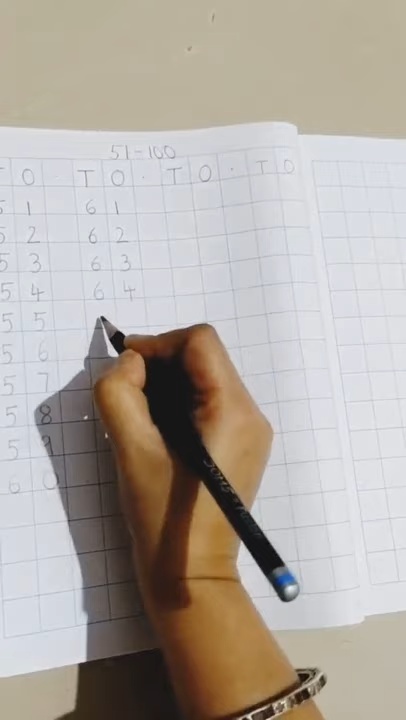 51-100
T O . T O . T O . T O
5 1 6 1
5 2 6 2
5 3 6 3
5 4 6 4
5 5
5 6
5 7
5 8
5 9
6 0